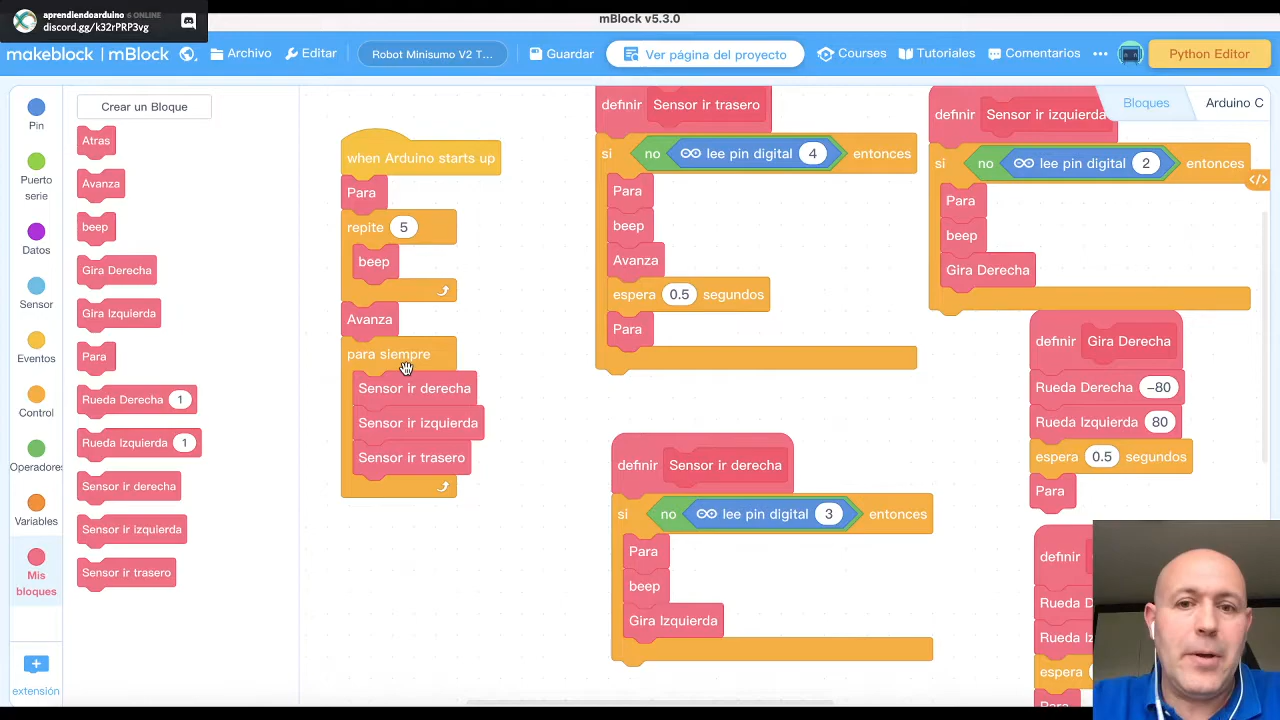 aprendiendoarduino 6 ONLINE
discord.gg/k32rPRP3vg
mBlock v5.3.0
makeblock | mBlock
Archivo
Editar
Robot Minisumo V2 T...
Guardar
Ver página del proyecto
Courses
Tutoriales
Comentarios
Python Editor
Pin
Puerto serie
Datos
Sensor
Eventos
Control
Operadores
Variables
Mis bloques
extensión
Crear un Bloque
Atras
Avanza
beep
Gira Derecha
Gira Izquierda
Para
Rueda Derecha 1
Rueda Izquierda 1
Sensor ir derecha
Sensor ir izquierda
Sensor ir trasero
when Arduino starts up
Para
repite 5
beep
Avanza
para siempre
Sensor ir derecha
Sensor ir izquierda
Sensor ir trasero
definir Sensor ir trasero
si no lee pin digital 4 entonces
Para
beep
Avanza
espera 0.5 segundos
Para
definir Sensor ir derecha
si no lee pin digital 3 entonces
Para
beep
Gira Izquierda
Bloques
Arduino C
definir Sensor ir izquierda
si no lee pin digital 2 entonces
Para
beep
Gira Derecha
definir Gira Derecha
Rueda Derecha −80
Rueda Izquierda 80
espera 0.5 segundos
Para
definir
Rueda D
Rueda I
espera
Para